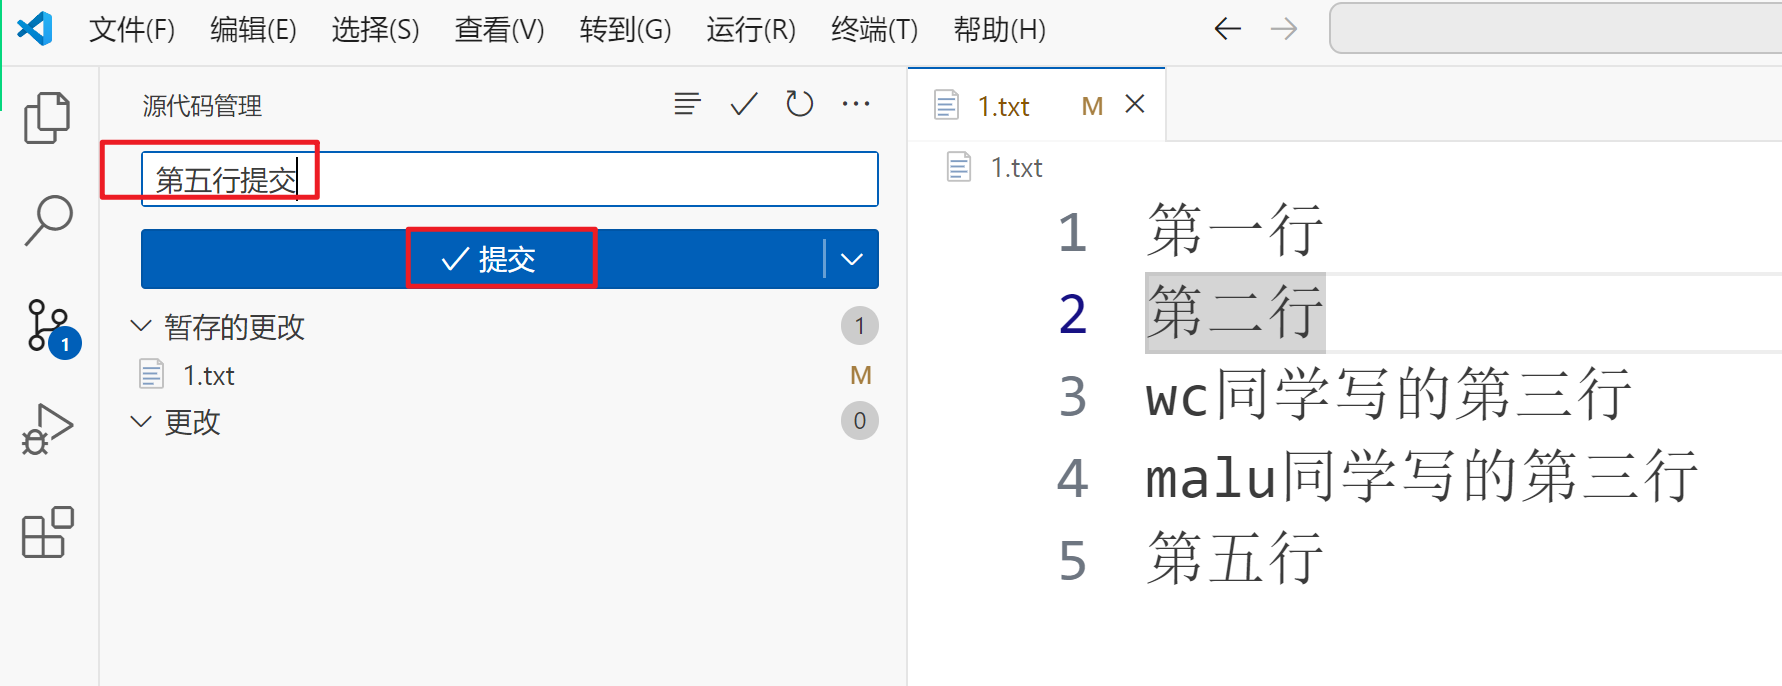 文件(F) 编辑(E) 选择(S) 查看(V) 转到(G) 运行(R) 终端(T) 帮助(H)
源代码管理
第五行提交
提交
暂存的更改 1
1.txt M
更改 0
1
1.txt M
1.txt
1 第一行
2 第二行
3 wc同学写的第三行
4 malu同学写的第三行
5 第五行